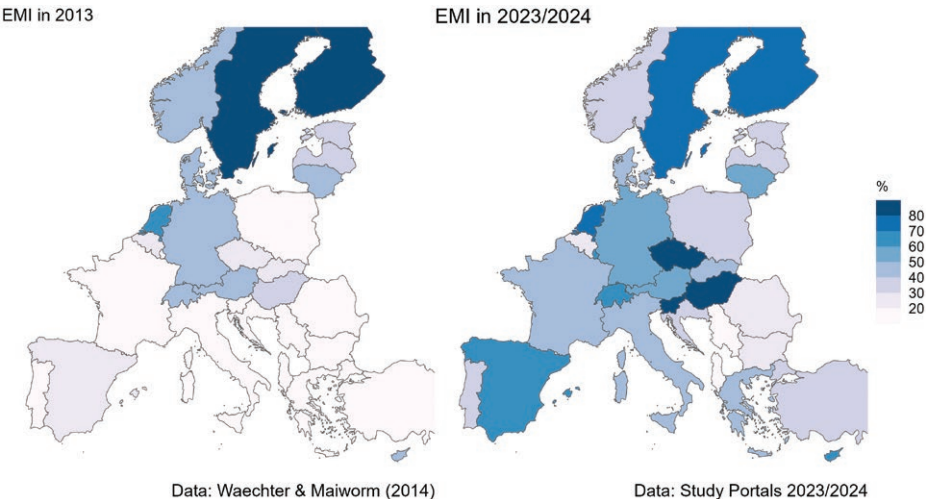 EMI in 2013
EMI in 2023/2024
%
80
70
60
50
40
30
20
Data: Waechter & Maiworm (2014)
Data: Study Portals 2023/2024